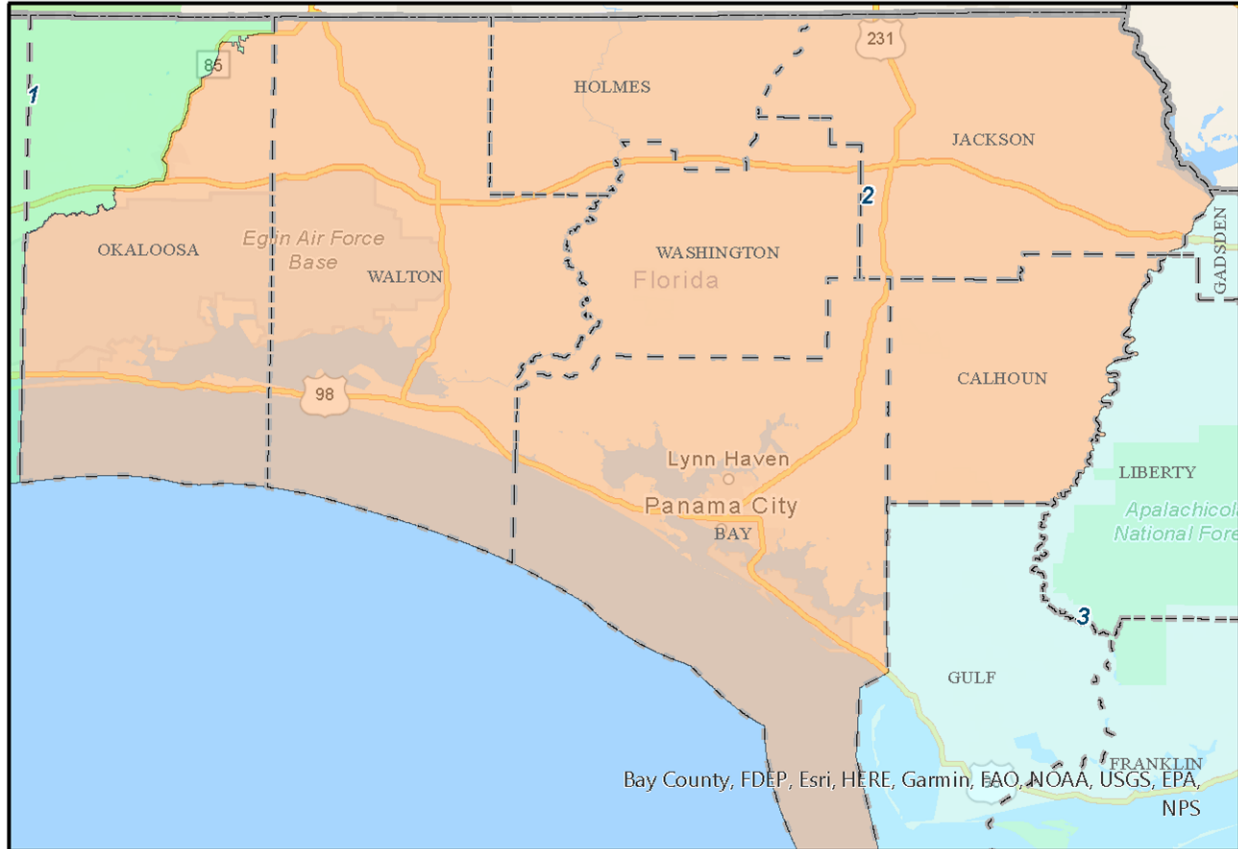 231
85
HOLMES
1
JACKSON
2
GADSDEN
OKALOOSA
Eglin Air Force
Base
WASHINGTON
WALTON
Florida
CALHOUN
98
Lynn Haven
LIBERTY
Panama City
Apalachicola
National Fore
BAY
3
GULF
FRANKLIN
Bay County, FDEP, Esri, HERE, Garmin, FAO, NOAA, USGS, EPA,
NPS